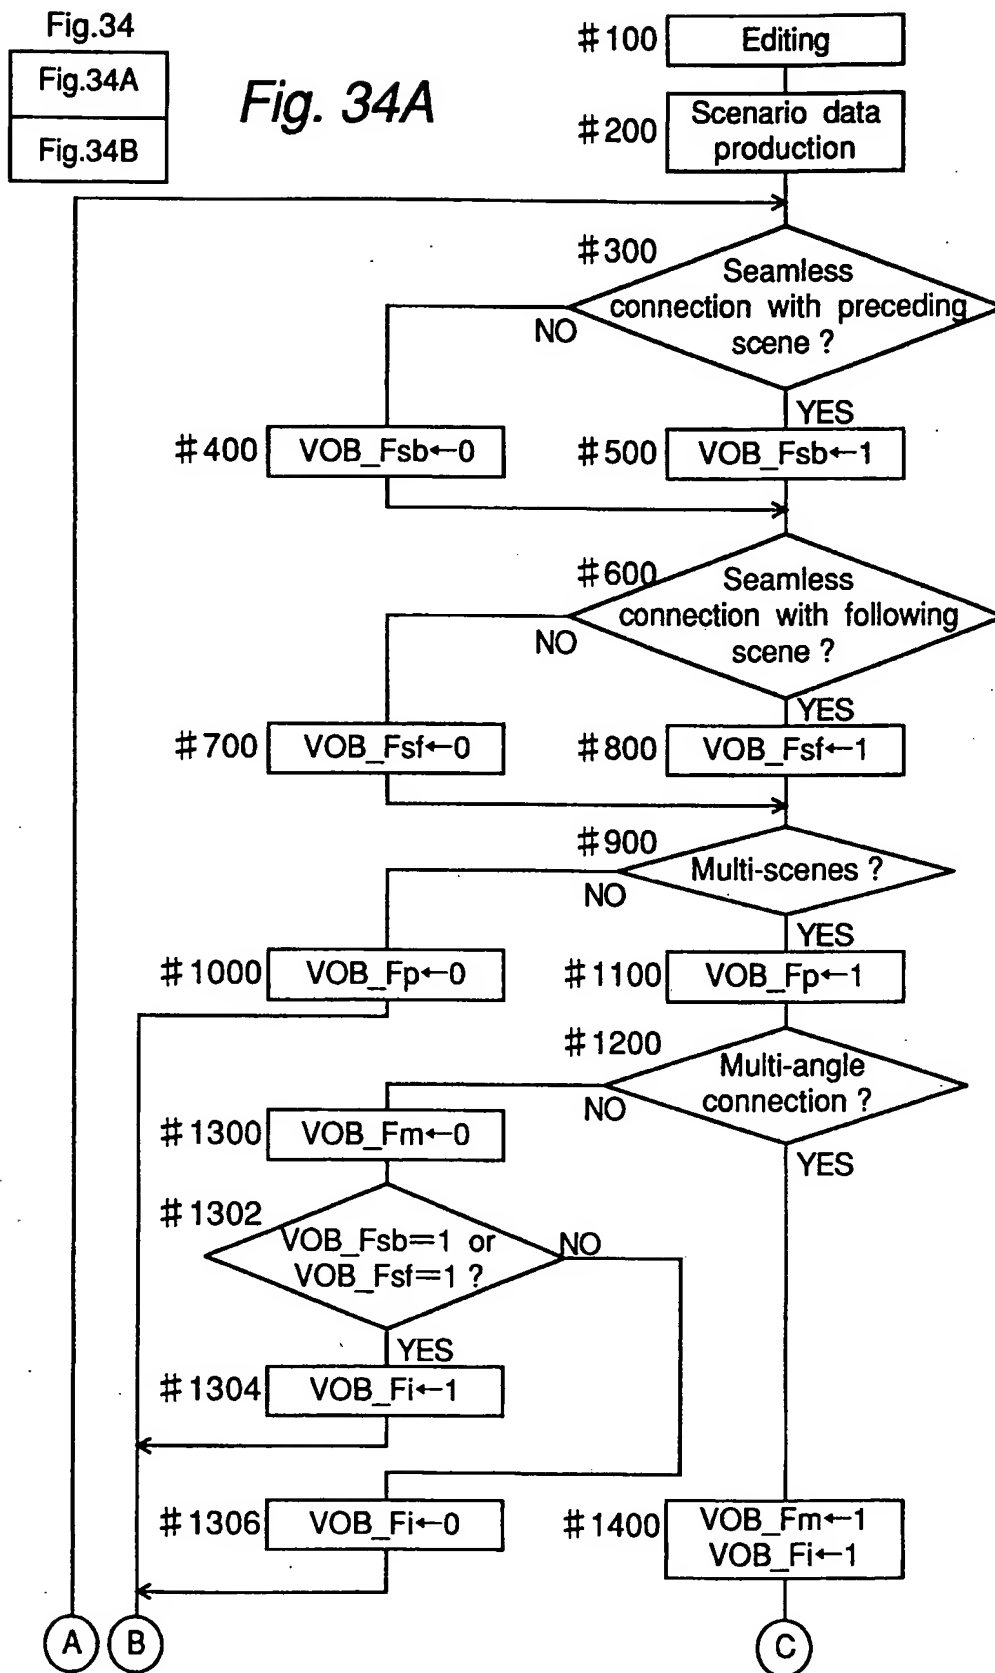 Fig.34
Fig.34A
Fig.34B
Fig. 34A
#100
Editing
#200
Scenario data
production
#300
Seamless
connection with preceding
scene ?
NO
YES
#400
VOB_Fsb←0
#500
VOB_Fsb←1
#600
Seamless
connection with following
scene ?
NO
YES
#700
VOB_Fsf←0
#800
VOB_Fsf←1
#900
Multi-scenes ?
NO
YES
#1000
VOB_Fp←0
#1100
VOB_Fp←1
#1200
Multi-angle
connection ?
NO
YES
#1300
VOB_Fm←0
#1302
VOB_Fsb=1 or
VOB_Fsf=1 ?
NO
YES
#1304
VOB_Fi←1
#1306
VOB_Fi←0
#1400
VOB_Fm←1
VOB_Fi←1
A
B
C